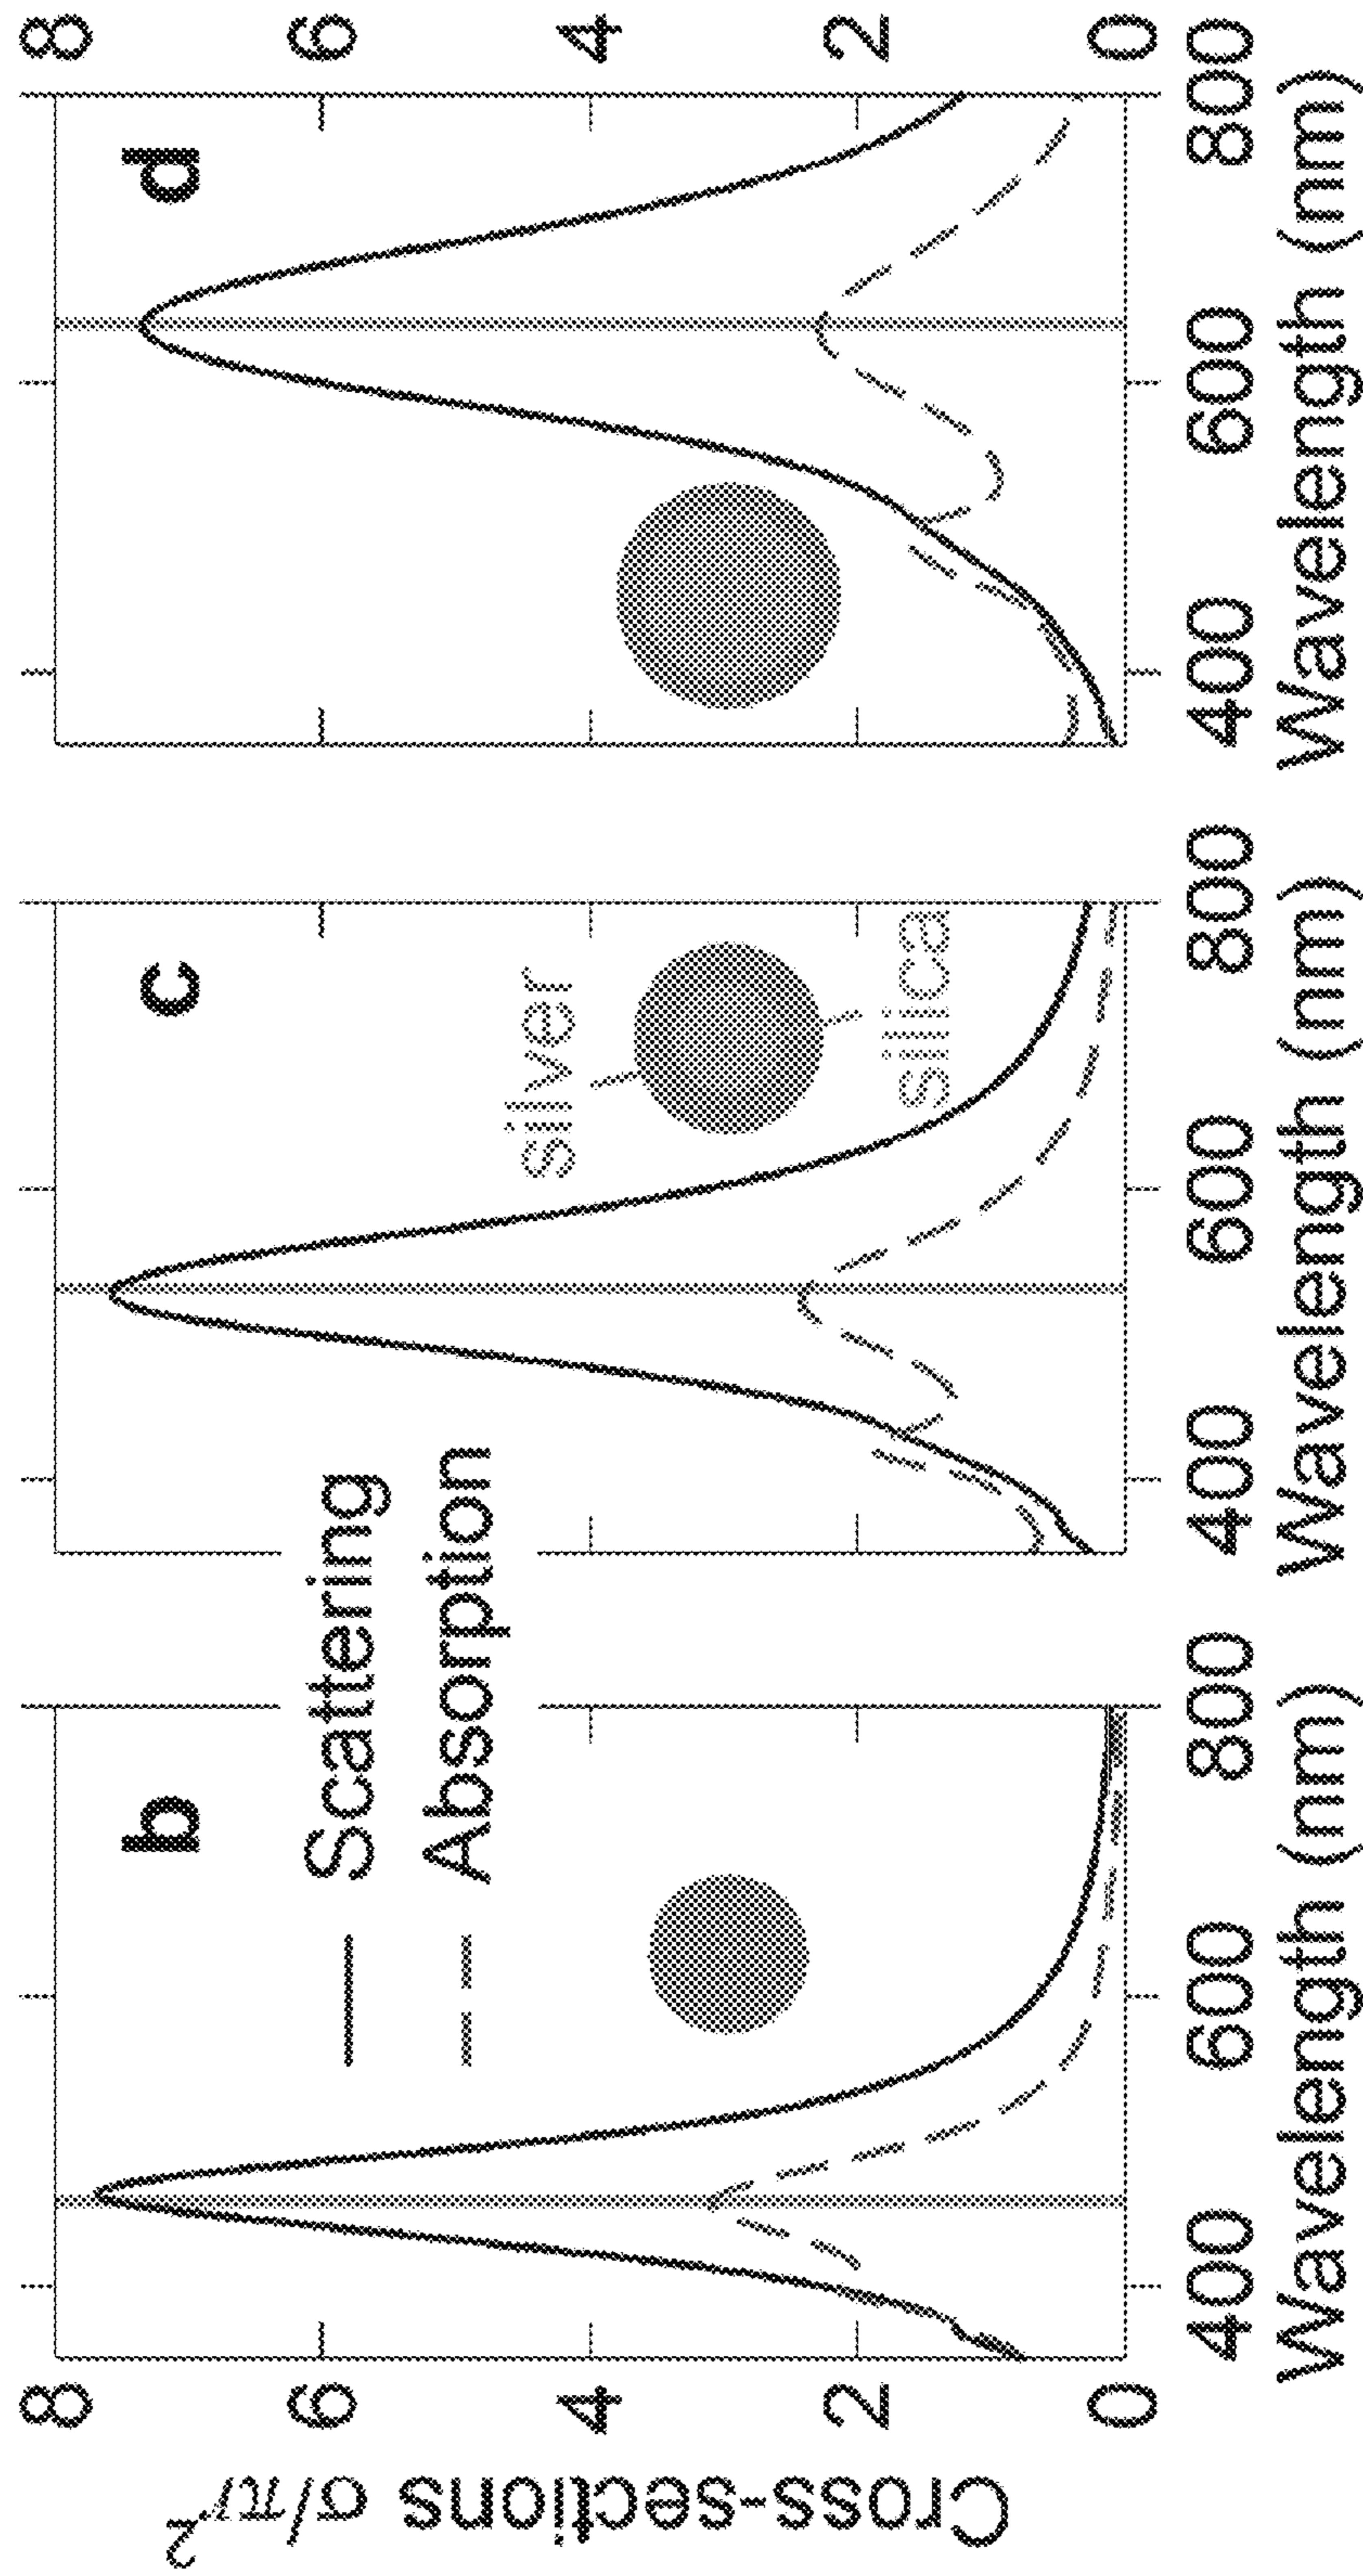 Cross-sections σ/πr²
8
6
4
2
0
b
Scattering
Absorption
400 600 800
Wavelength (nm)
c
silver
silica
400 600 800
Wavelength (nm)
d
8
6
4
2
0
400 600 800
Wavelength (nm)